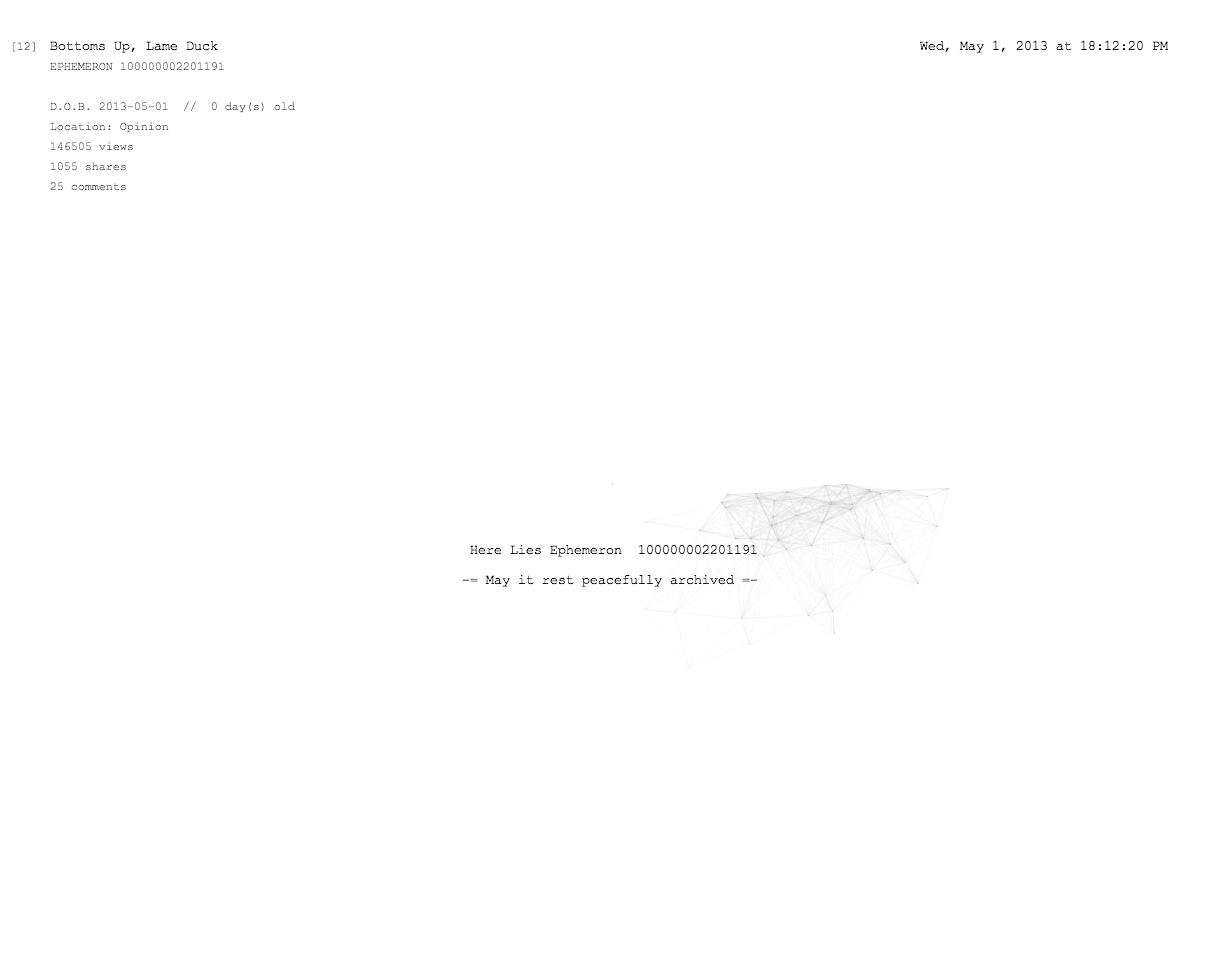 [12] Bottoms Up, Lame Duck
Wed, May 1, 2013 at 18:12:20 PM
EPHEMERON 100000002201191
D.O.B. 2013-05-01 // 0 day(s) old
Location: Opinion
146505 views
1055 shares
25 comments
Here Lies Ephemeron 100000002201191
-= May it rest peacefully archived =-